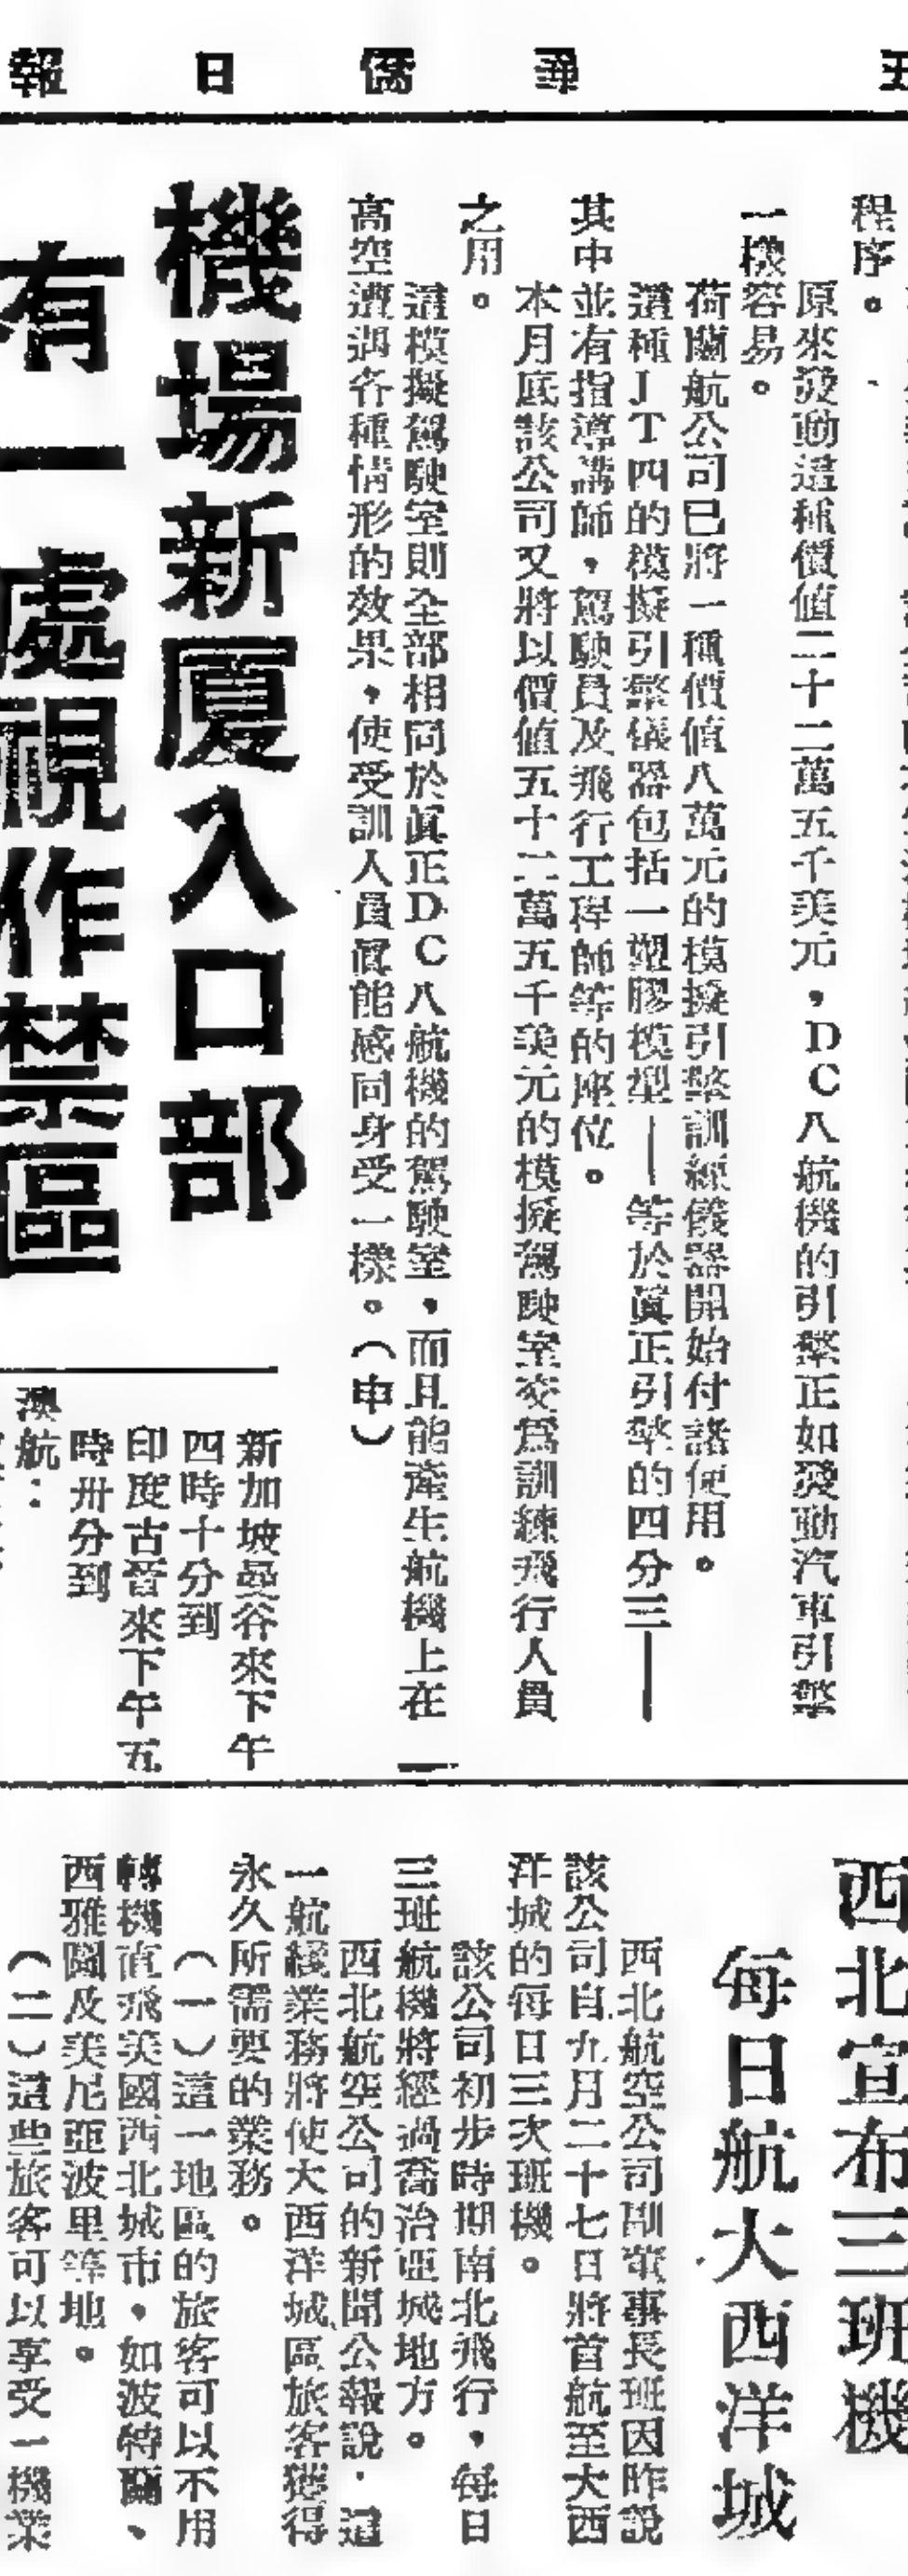 報 日 僑 華
程序。
原來發動這種價值二十二萬五千美元，DC八航機的引擎正如發動汽車引擎
一樣容易。
荷蘭航公司已將一種價值八萬元的模擬引擎訓練儀器開始付諸使用。
這種JT四的模擬引擎儀器包括一塑膠模型——等於眞正引擎的四分三——
其中並有指導講師，駕駛員及飛行工程師等的座位。
本月底該公司又將以價值五十二萬五千美元的模擬駕駛室交爲訓練飛行人員
之用。
這模擬駕駛室則全部相同於眞正DC八航機的駕駛室，而且能產生航機上在
高空遭遇各種情形的效果，使受訓人員眞能感同身受一樣。（申）
機場新厦入口部
有一處視作禁區
新加坡曼谷來下午
四時十分到
印度古晉來下午五
時卅分到
澳航：
西北宣布三班機
每日航大西洋城
西北航空公司副董事長班因昨說
該公司自九月二十七日將首航至大西
洋城的每日三次班機。
該公司初步時期南北飛行，每日
三班航機將經過喬治亞城地方。
西北航空公司的新聞公報說，這
一航綫業務將使大西洋城區旅客獲得
永久所需要的業務。
（一）這一地區的旅客可以不用
轉機直飛美國西北城市，如波特蘭、
西雅圖及美尼亞波里等地。
（二）這些旅客可以享受一機業